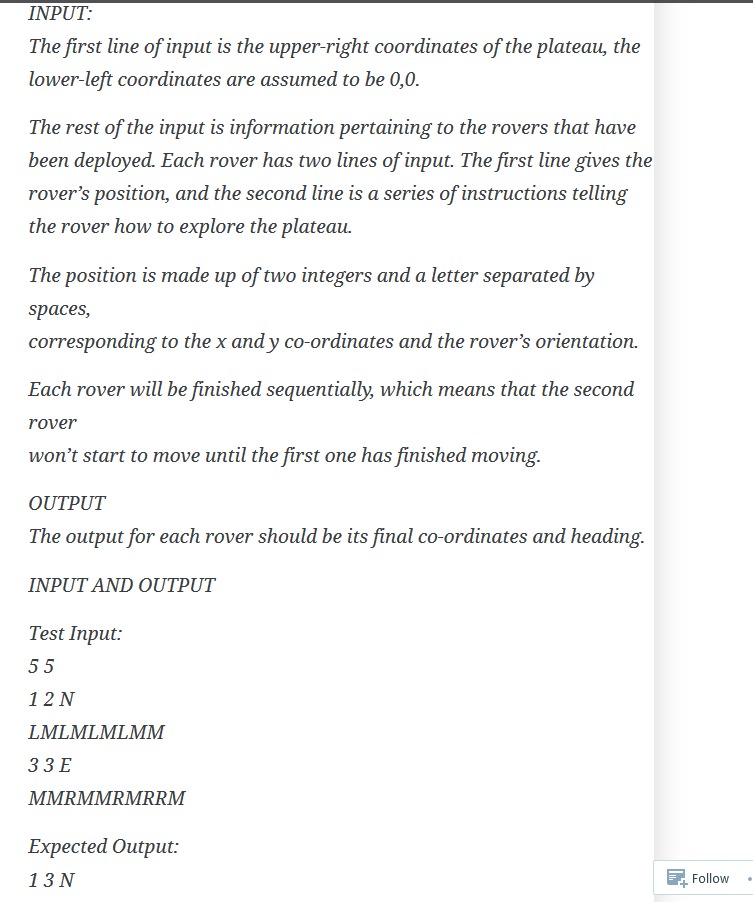 INPUT:
The first line of input is the upper-right coordinates of the plateau, the
lower-left coordinates are assumed to be 0,0.
The rest of the input is information pertaining to the rovers that have
been deployed. Each rover has two lines of input. The first line gives the
rover’s position, and the second line is a series of instructions telling
the rover how to explore the plateau.
The position is made up of two integers and a letter separated by
spaces,
corresponding to the x and y co-ordinates and the rover’s orientation.
Each rover will be finished sequentially, which means that the second
rover
won’t start to move until the first one has finished moving.
OUTPUT
The output for each rover should be its final co-ordinates and heading.
INPUT AND OUTPUT
Test Input:
5 5
1 2 N
LMLMLMLMM
3 3 E
MMRMMRMRRM
Expected Output:
1 3 N
Follow